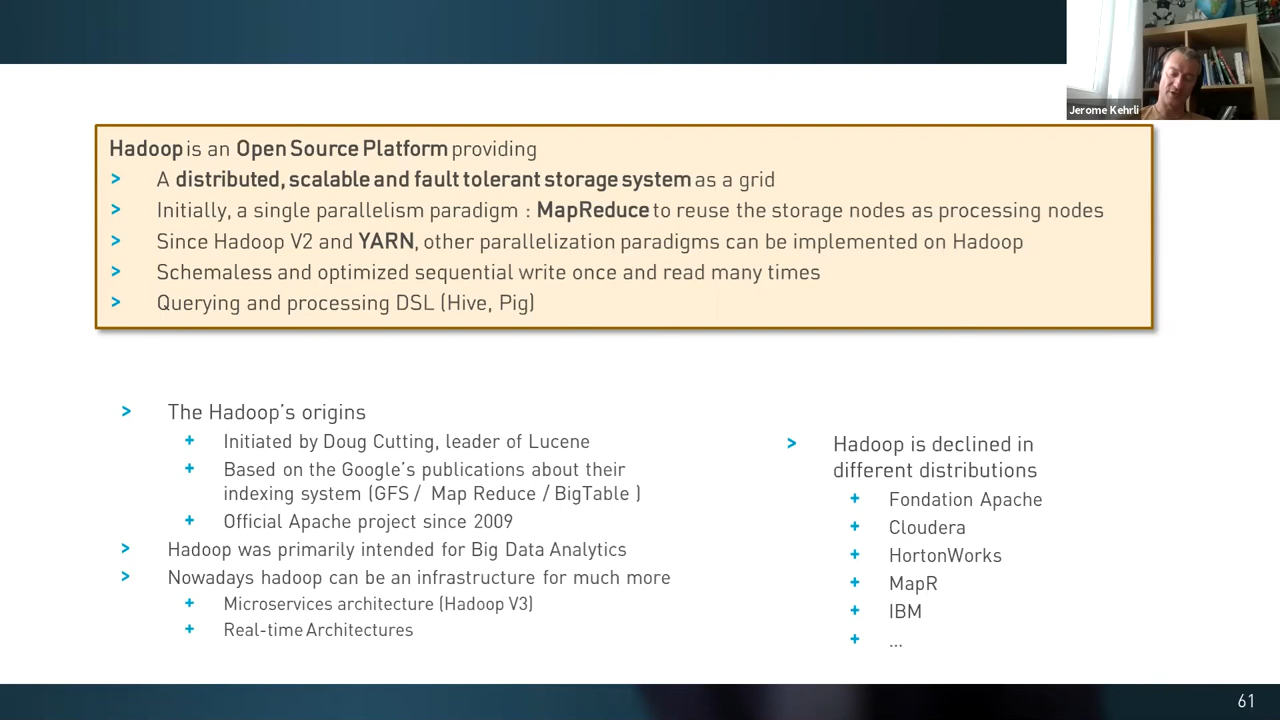 Jerome Kehrli
Hadoop is an Open Source Platform providing
> A distributed, scalable and fault tolerant storage system as a grid
> Initially, a single parallelism paradigm : MapReduce to reuse the storage nodes as processing nodes
> Since Hadoop V2 and YARN, other parallelization paradigms can be implemented on Hadoop
> Schemaless and optimized sequential write once and read many times
> Querying and processing DSL (Hive, Pig)
> The Hadoop's origins
+ Initiated by Doug Cutting, leader of Lucene
+ Based on the Google's publications about their
indexing system (GFS / Map Reduce / BigTable )
+ Official Apache project since 2009
> Hadoop was primarily intended for Big Data Analytics
> Nowadays hadoop can be an infrastructure for much more
+ Microservices architecture (Hadoop V3)
+ Real-time Architectures
> Hadoop is declined in
different distributions
+ Fondation Apache
+ Cloudera
+ HortonWorks
+ MapR
+ IBM
+ ...
61